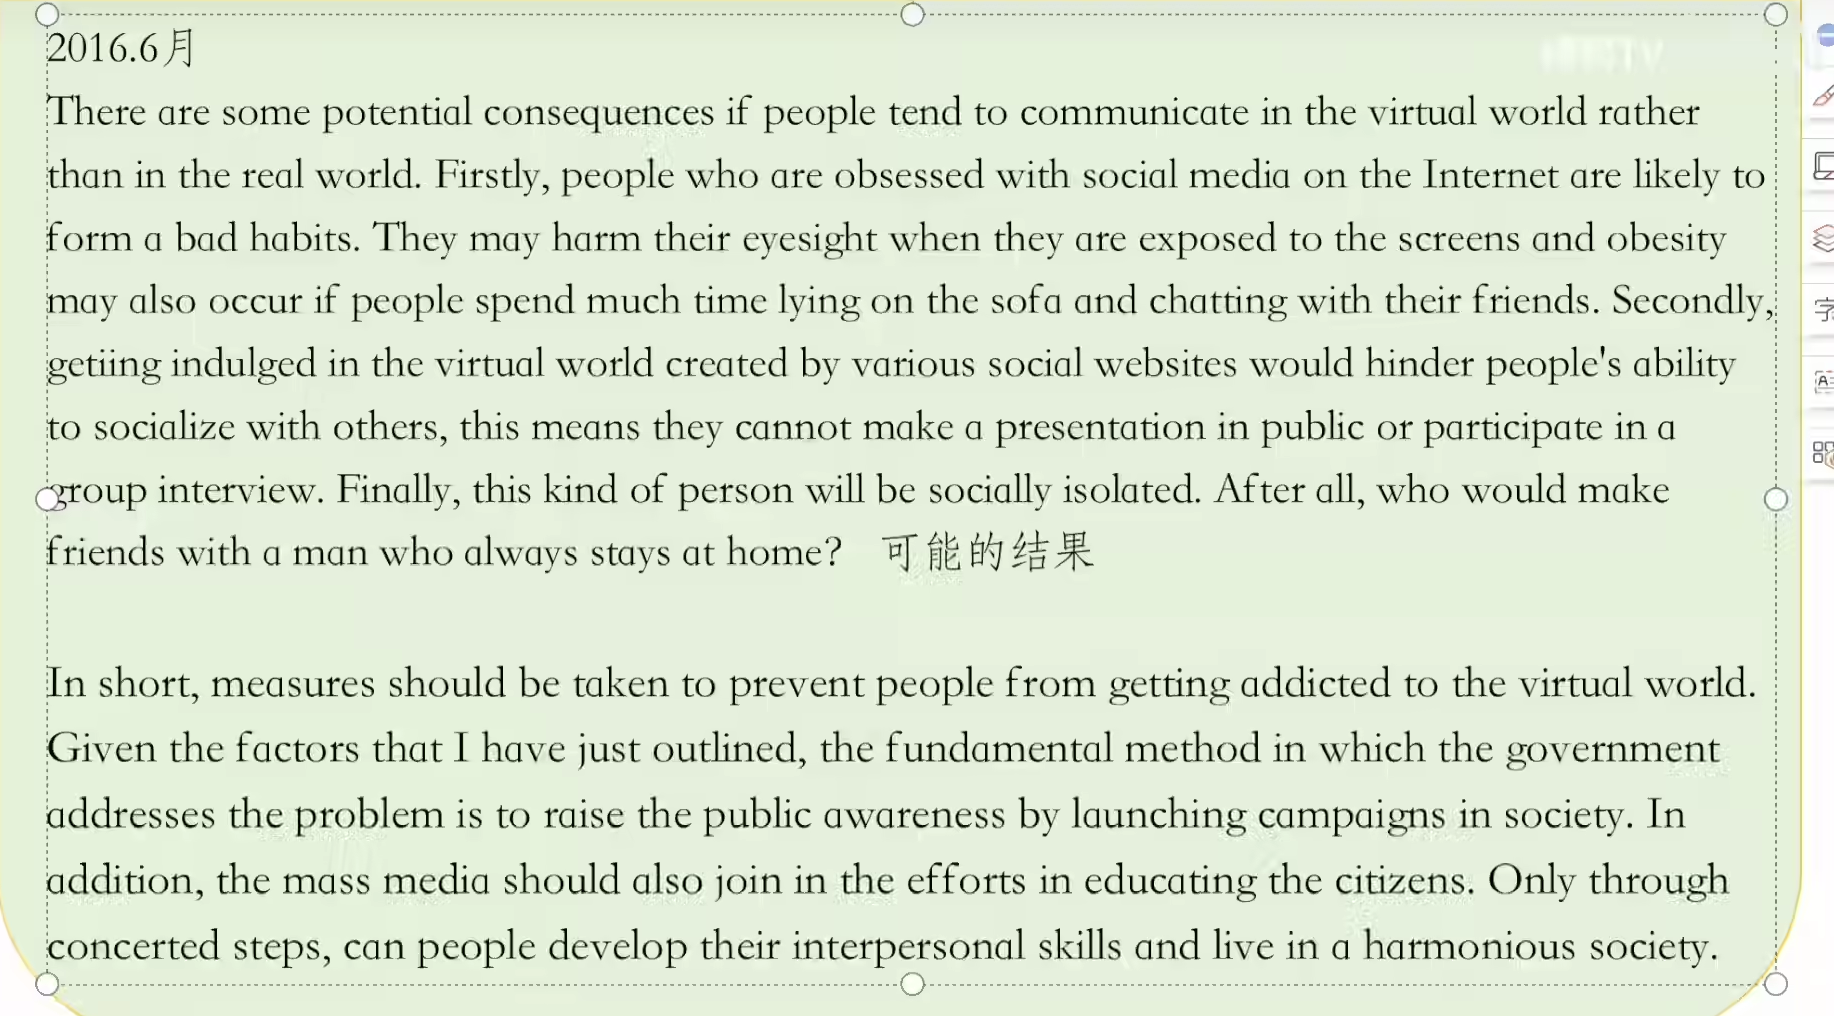 2016.6月
There are some potential consequences if people tend to communicate in the virtual world rather
than in the real world. Firstly, people who are obsessed with social media on the Internet are likely to
form a bad habits. They may harm their eyesight when they are exposed to the screens and obesity
may also occur if people spend much time lying on the sofa and chatting with their friends. Secondly,
getiing indulged in the virtual world created by various social websites would hinder people's ability
to socialize with others, this means they cannot make a presentation in public or participate in a
group interview. Finally, this kind of person will be socially isolated. After all, who would make
friends with a man who always stays at home? 可能的结果
In short, measures should be taken to prevent people from getting addicted to the virtual world.
Given the factors that I have just outlined, the fundamental method in which the government
addresses the problem is to raise the public awareness by launching campaigns in society. In
addition, the mass media should also join in the efforts in educating the citizens. Only through
concerted steps, can people develop their interpersonal skills and live in a harmonious society.